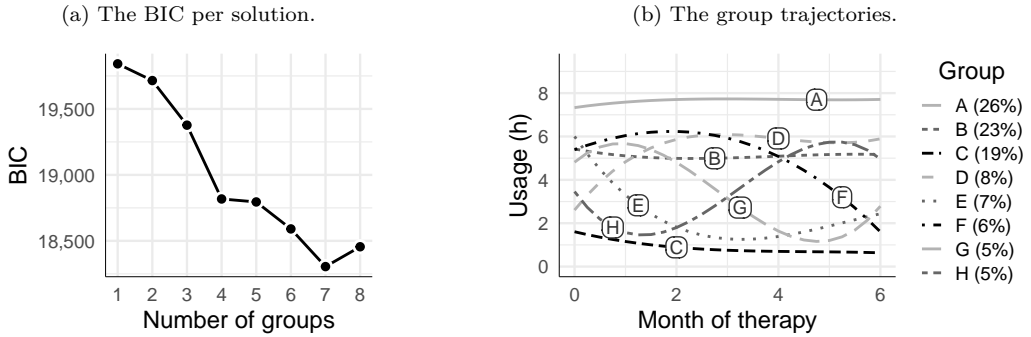 (a) The BIC per solution.
BIC
19,500
19,000
18,500
1 2 3 4 5 6 7 8
Number of groups
(b) The group trajectories.
Usage (h)
8
6
4
2
0
A
D
B
E
G
F
H
C
0 2 4 6
Month of therapy
Group
A (26%)
B (23%)
C (19%)
D (8%)
E (7%)
F (6%)
G (5%)
H (5%)